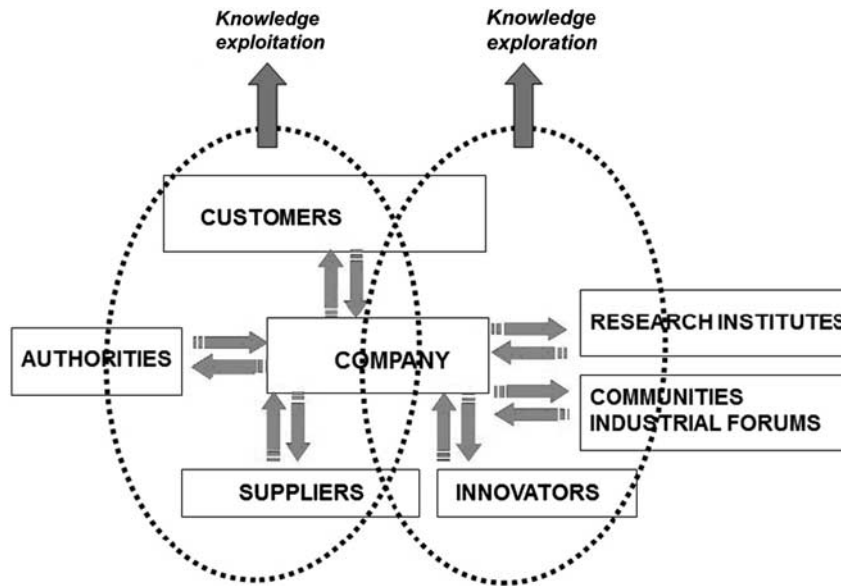 Knowledge
exploitation
Knowledge
exploration
CUSTOMERS
AUTHORITIES
COMPANY
RESEARCH INSTITUTES
COMMUNITIES
INDUSTRIAL FORUMS
SUPPLIERS
INNOVATORS